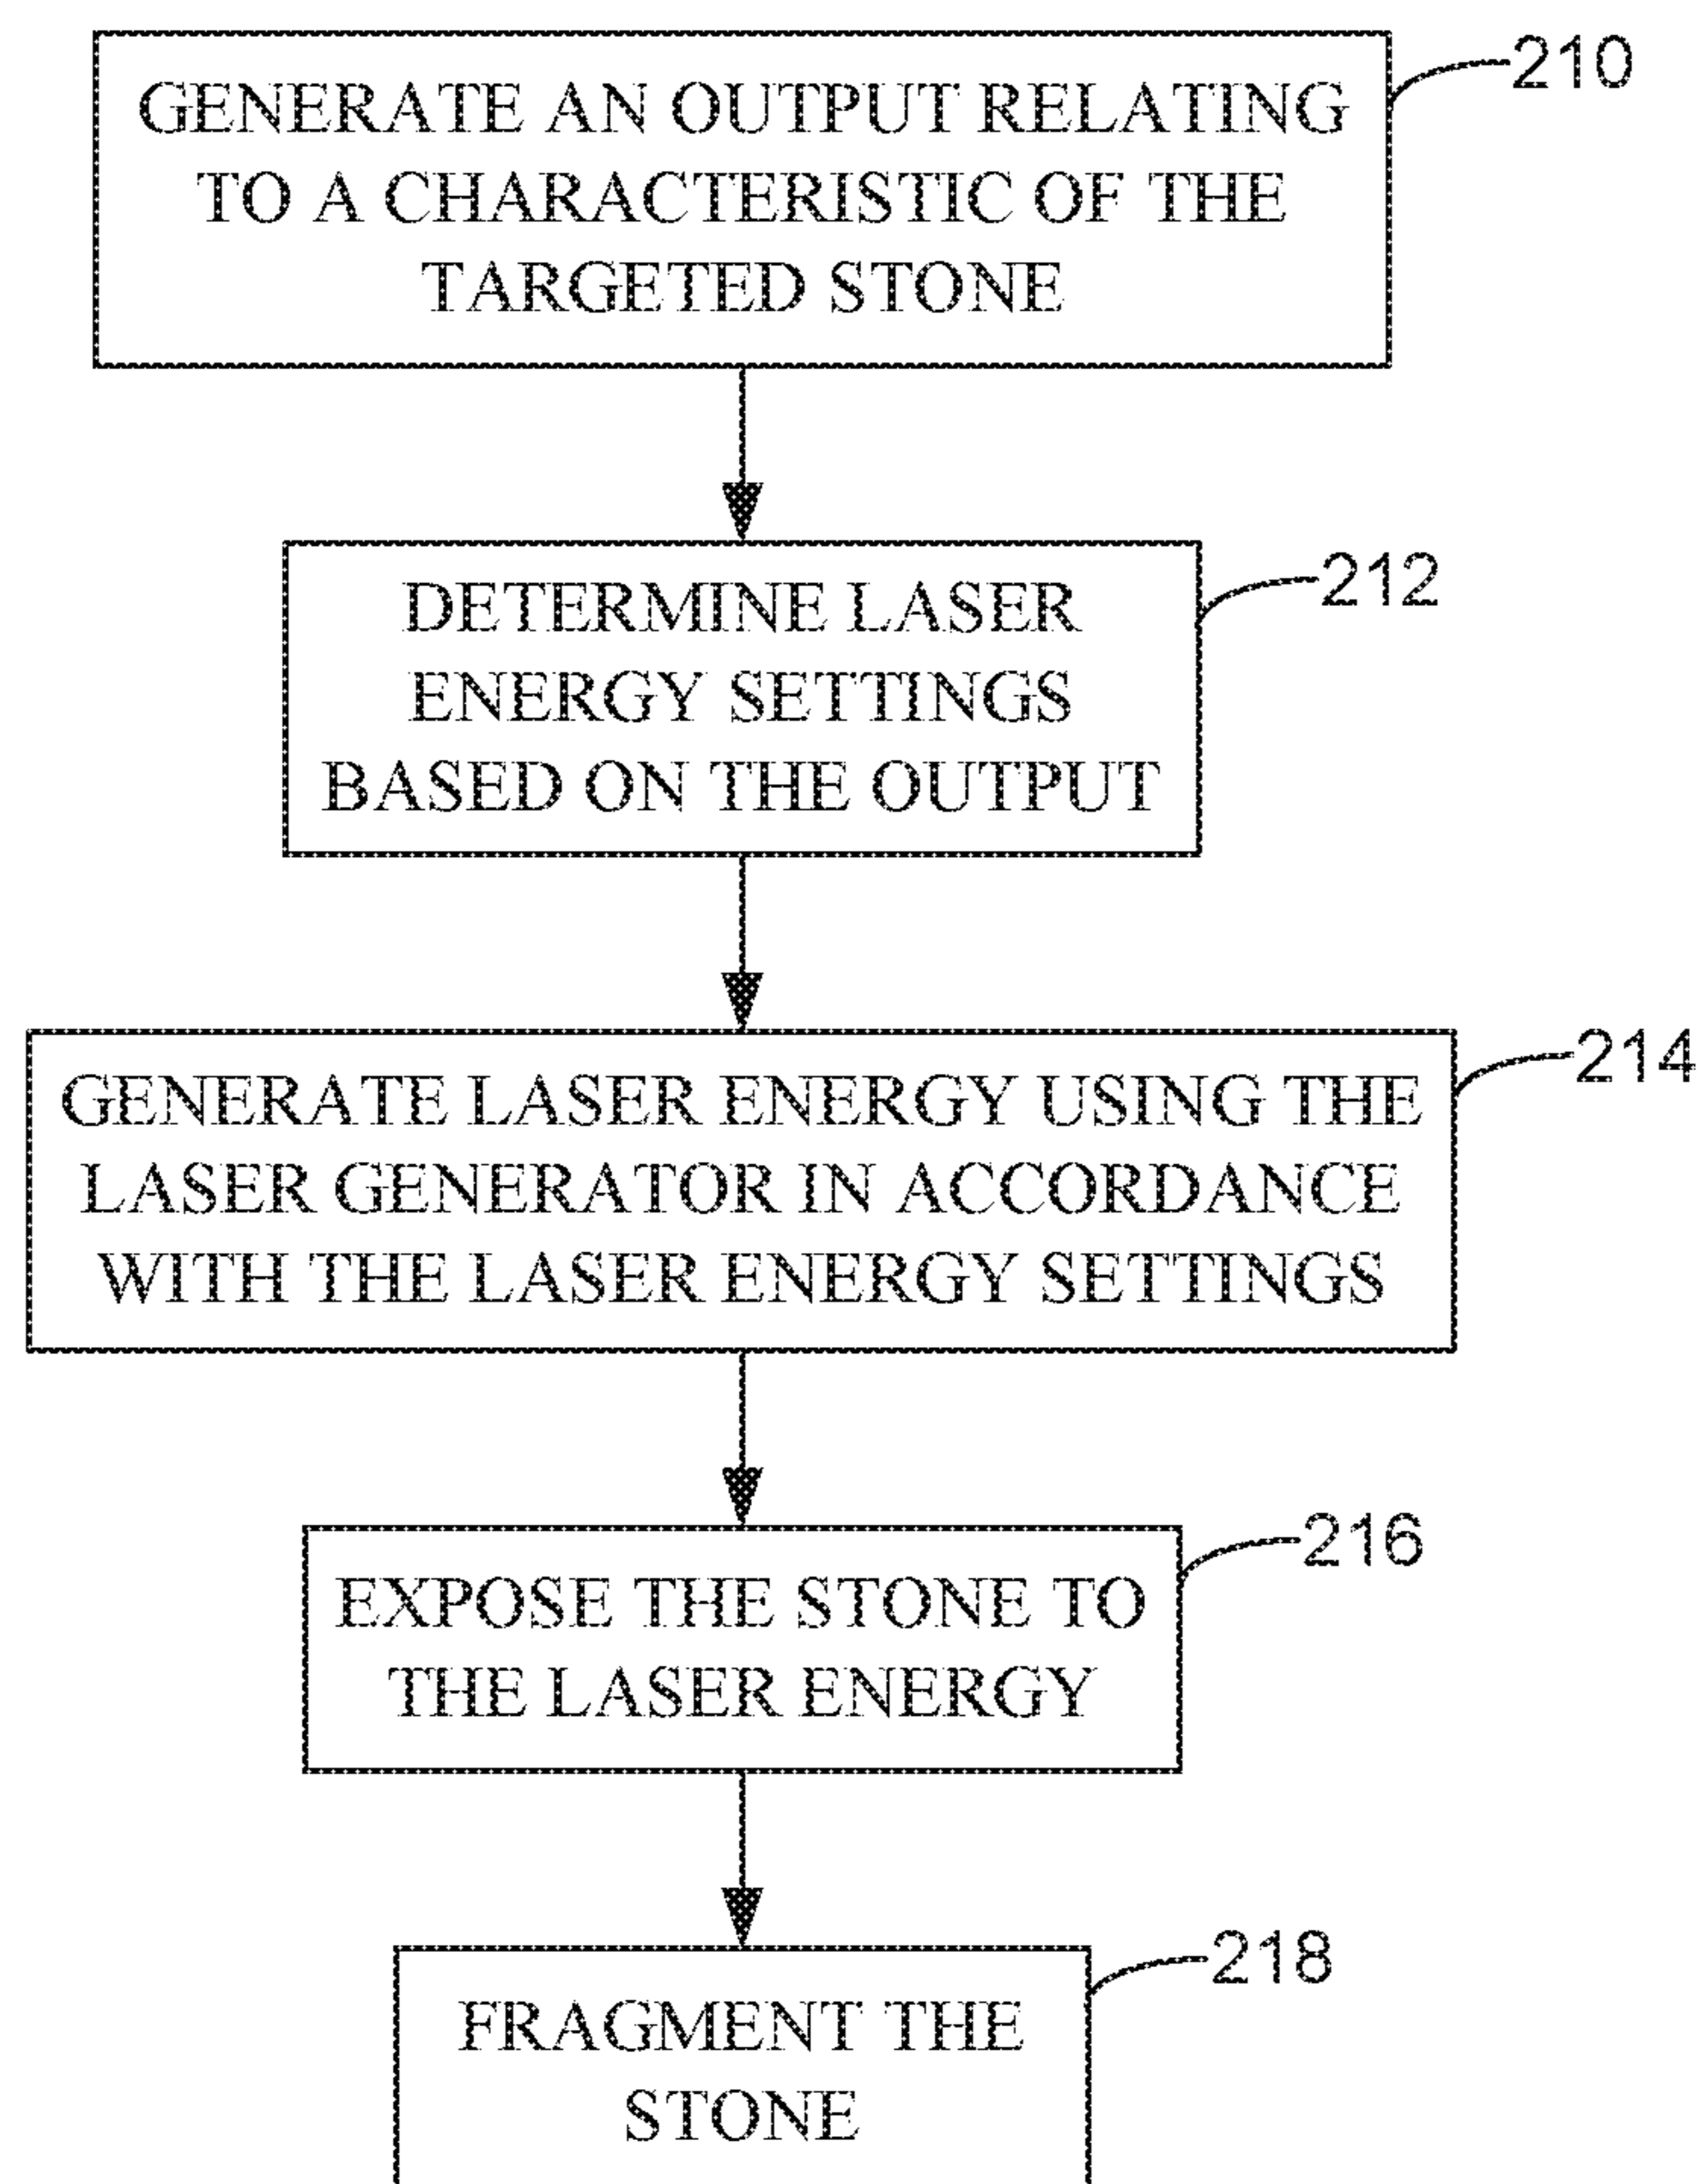 GENERATE AN OUTPUT RELATING
TO A CHARACTERISTIC OF THE
TARGETED STONE
210
DETERMINE LASER
ENERGY SETTINGS
BASED ON THE OUTPUT
212
GENERATE LASER ENERGY USING THE
LASER GENERATOR IN ACCORDANCE
WITH THE LASER ENERGY SETTINGS
214
EXPOSE THE STONE TO
THE LASER ENERGY
216
FRAGMENT THE
STONE
218